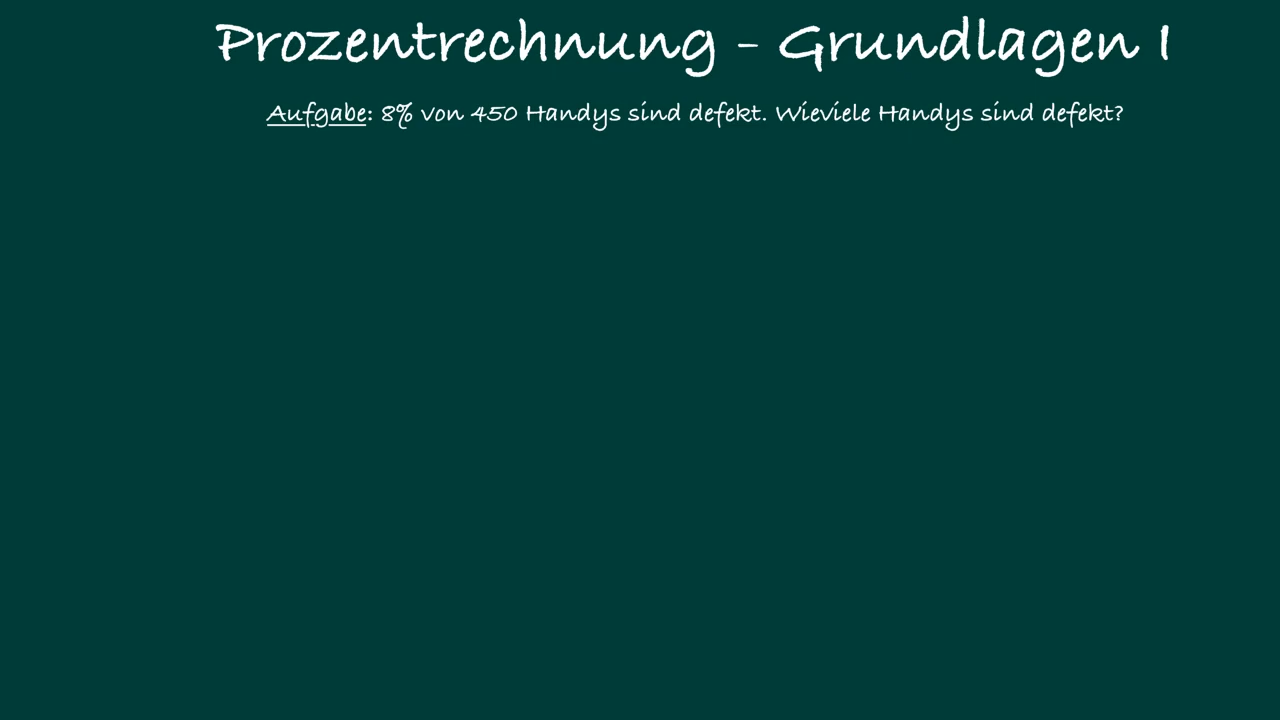 Prozentrechnung - Grundlagen I
Aufgabe: 8% von 450 Handys sind defekt. Wieviele Handys sind defekt?